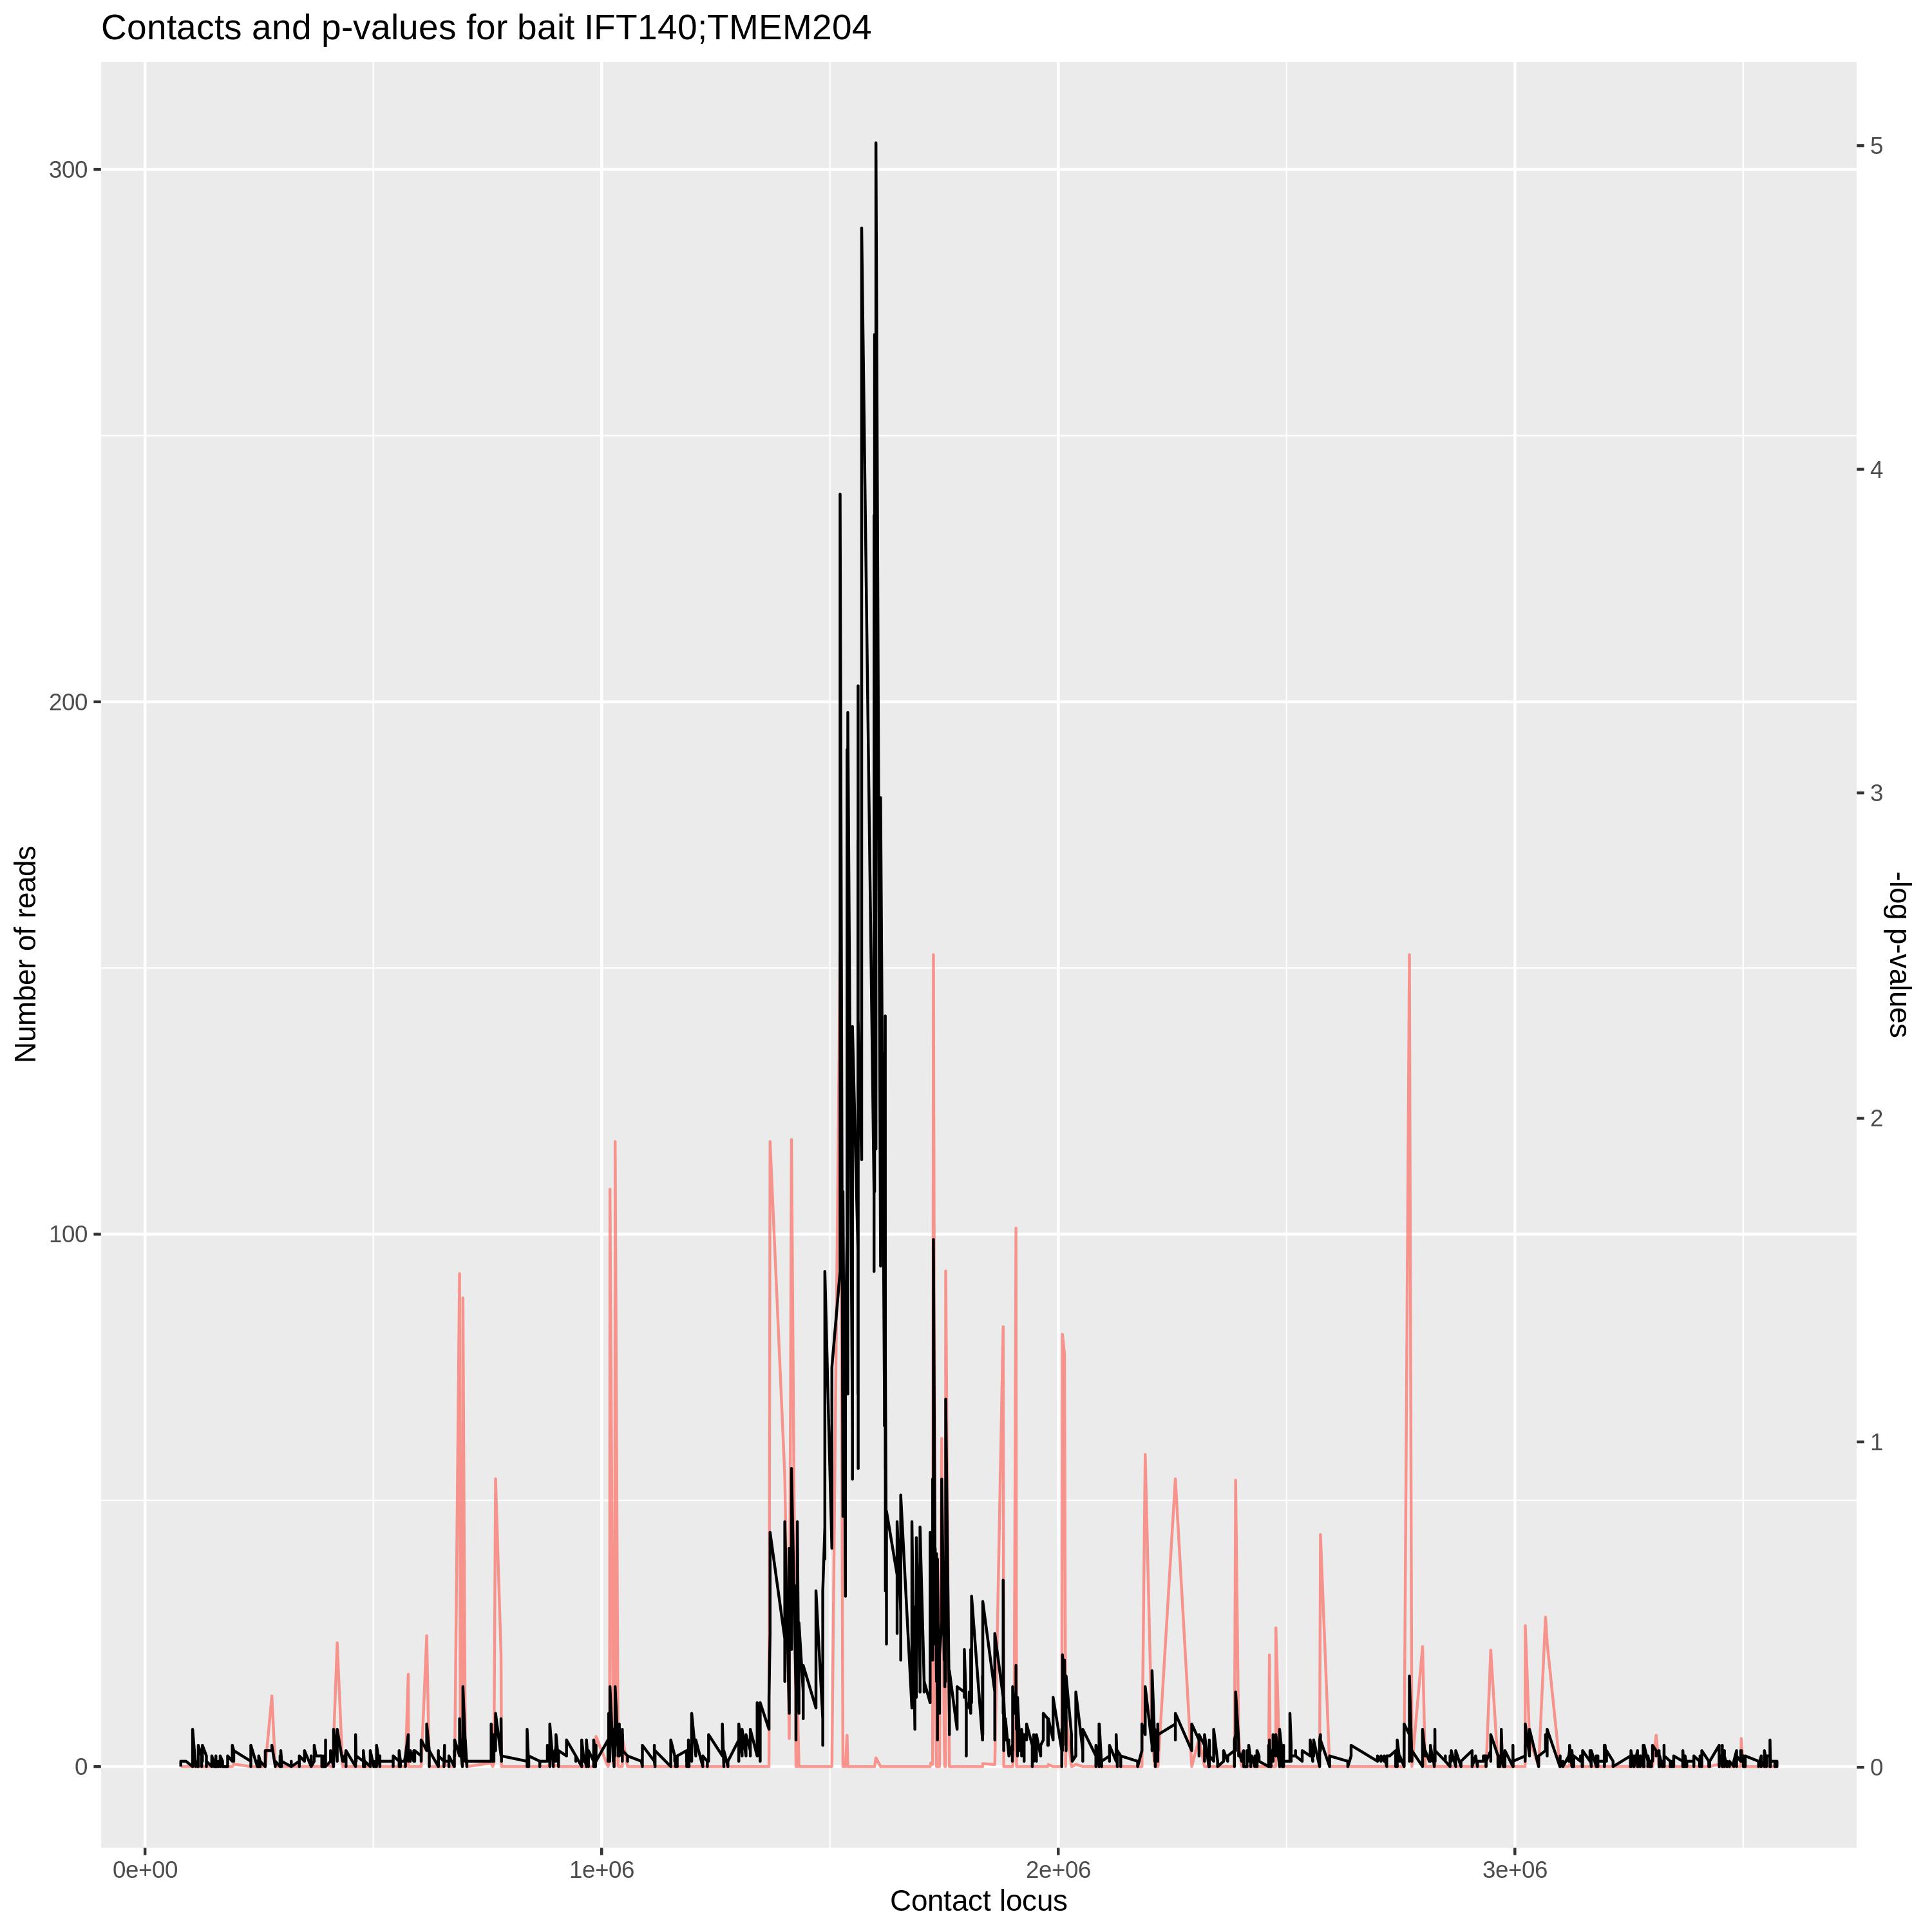 Contacts and p-values for bait IFT140;TMEM204
300
200
100
0
Number of reads
5
4
3
2
1
0
-log p-values
0e+00
1e+06
2e+06
3e+06
Contact locus